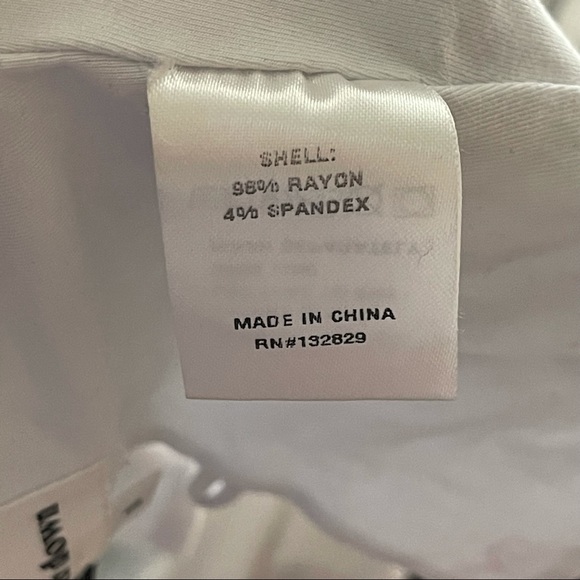 SHELL:
98% RAYON
4% SPANDEX
MADE IN CHINA
RN#132829